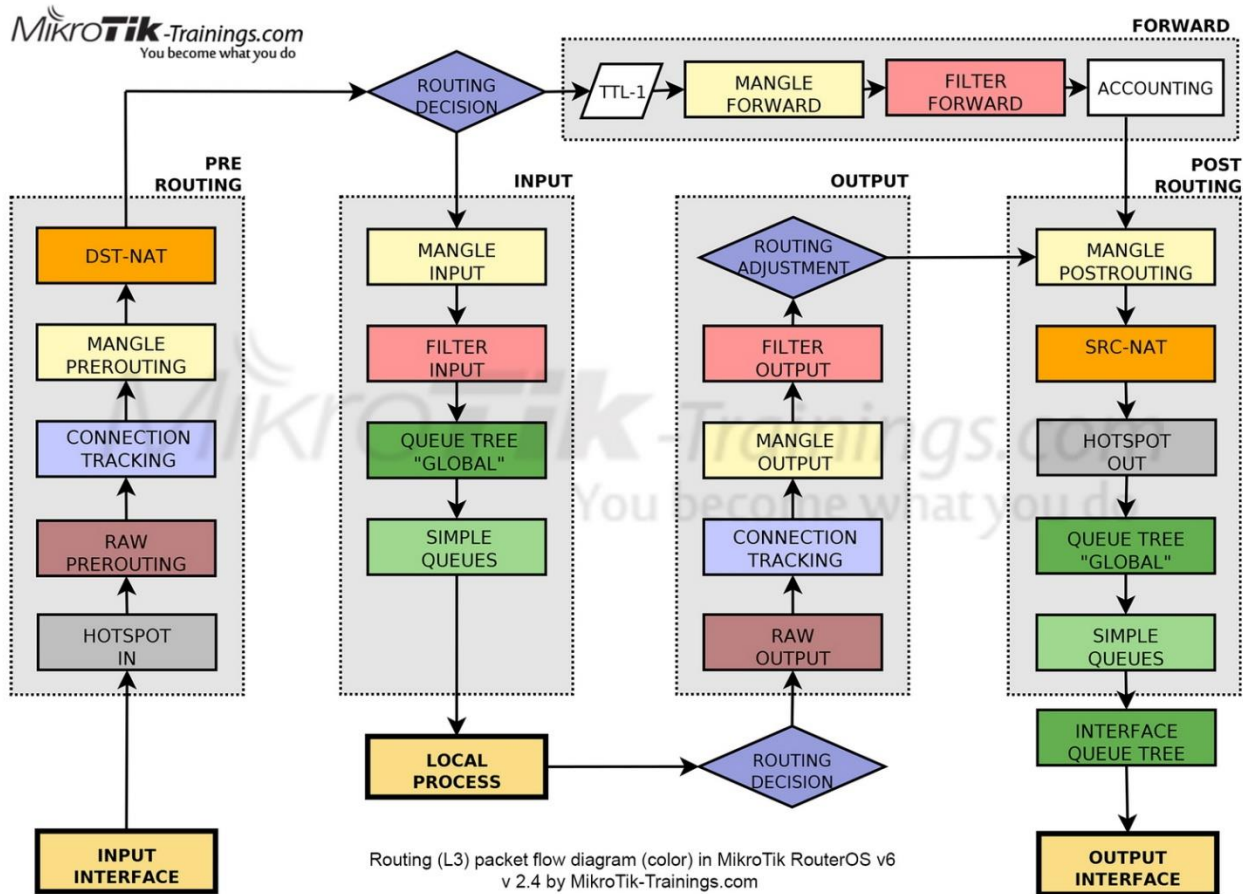 MikroTik-Trainings.com
You become what you do
FORWARD
ROUTING
DECISION
TTL-1
MANGLE
FORWARD
FILTER
FORWARD
ACCOUNTING
PRE
ROUTING
DST-NAT
MANGLE
PREROUTING
CONNECTION
TRACKING
RAW
PREROUTING
HOTSPOT
IN
INPUT
INTERFACE
INPUT
MANGLE
INPUT
FILTER
INPUT
QUEUE TREE
"GLOBAL"
SIMPLE
QUEUES
LOCAL
PROCESS
OUTPUT
ROUTING
ADJUSTMENT
FILTER
OUTPUT
MANGLE
OUTPUT
CONNECTION
TRACKING
RAW
OUTPUT
ROUTING
DECISION
POST
ROUTING
MANGLE
POSTROUTING
SRC-NAT
HOTSPOT
OUT
QUEUE TREE
"GLOBAL"
SIMPLE
QUEUES
INTERFACE
QUEUE TREE
OUTPUT
INTERFACE
MikroTik-Trainings.com
You become what you do
Routing (L3) packet flow diagram (color) in MikroTik RouterOS v6
v 2.4 by MikroTik-Trainings.com